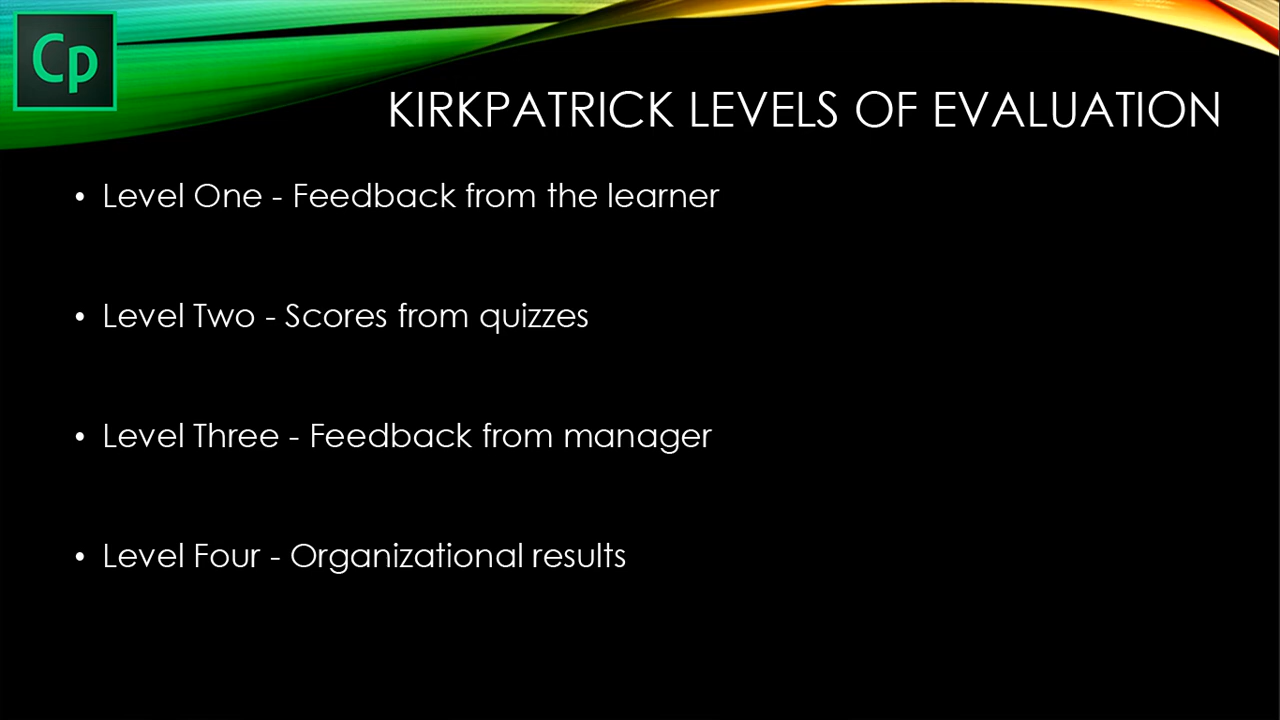 Cp
KIRKPATRICK LEVELS OF EVALUATION
• Level One - Feedback from the learner
• Level Two - Scores from quizzes
• Level Three - Feedback from manager
• Level Four - Organizational results